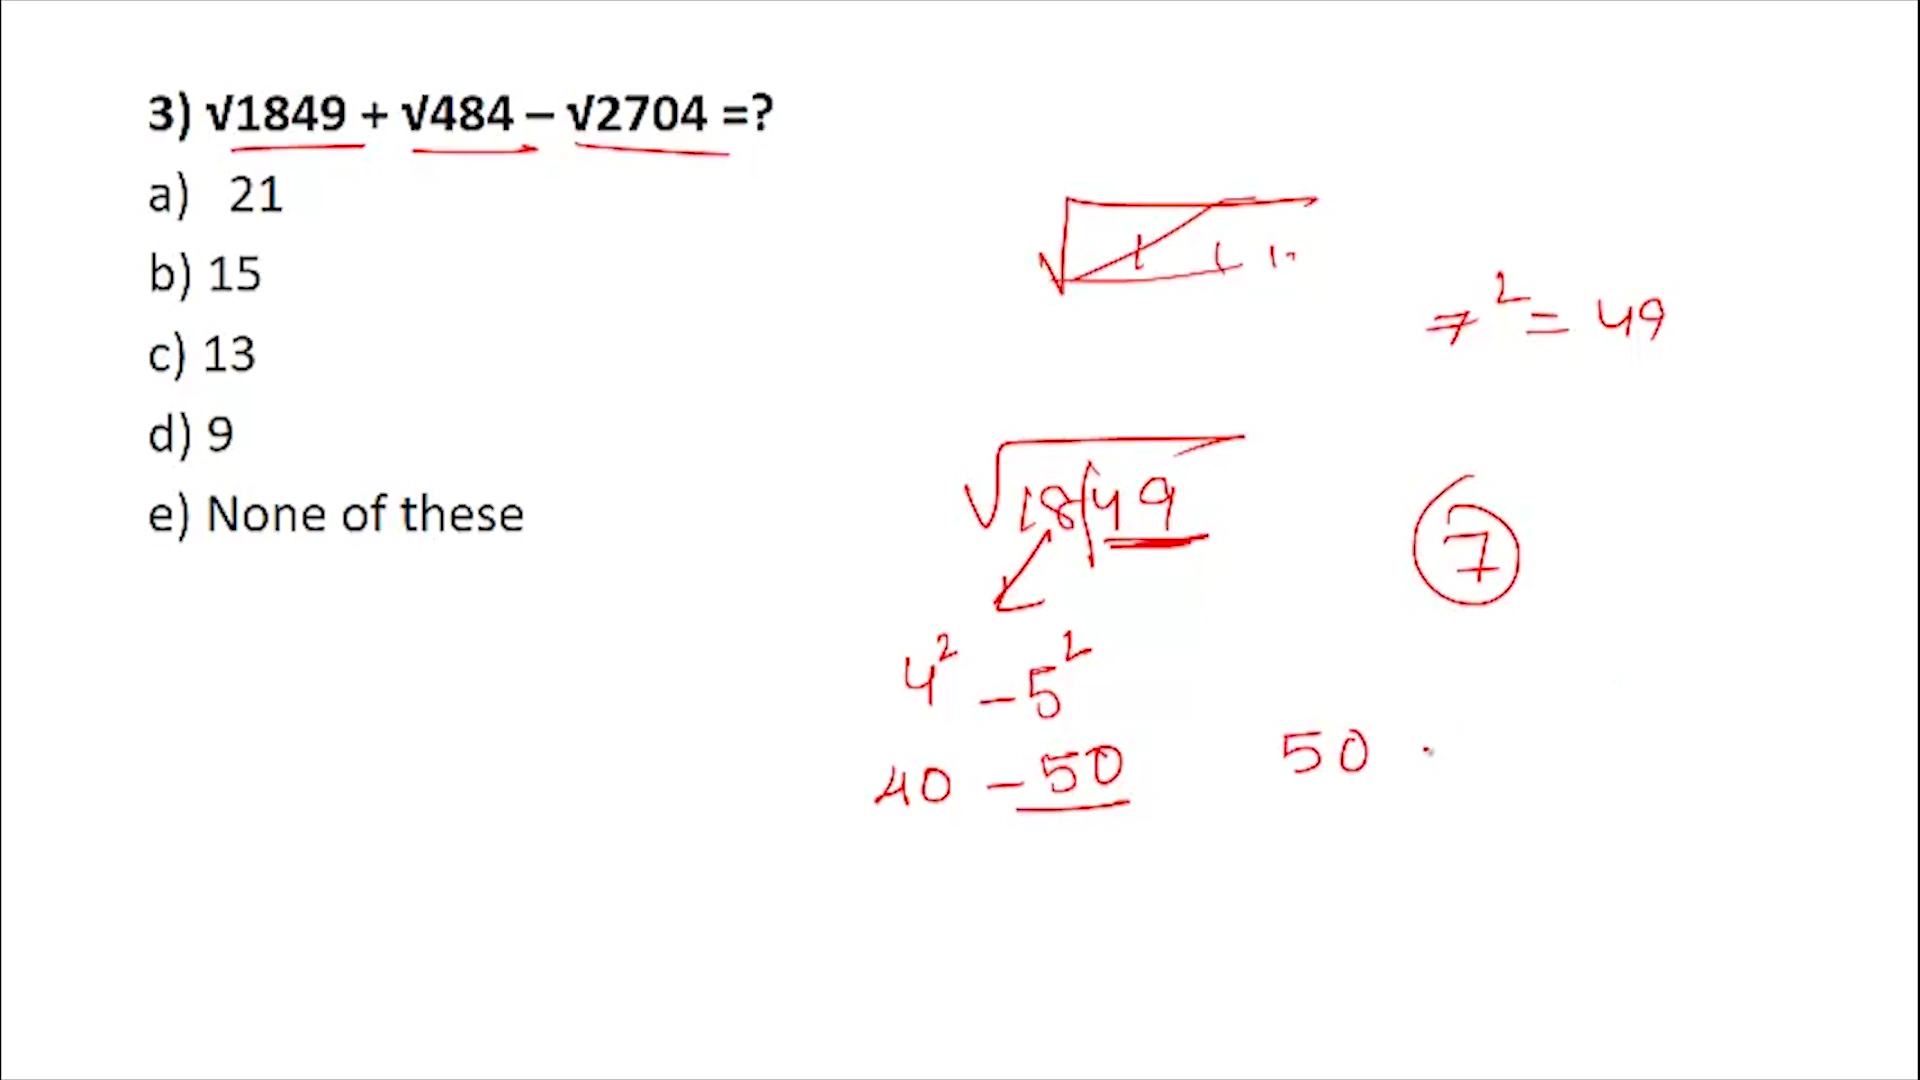 3) √1849 + √484 – √2704 =?
a) 21
b) 15
c) 13
d) 9
e) None of these
7² = 49
√18|49
7
4² – 5²
40 – 50
50